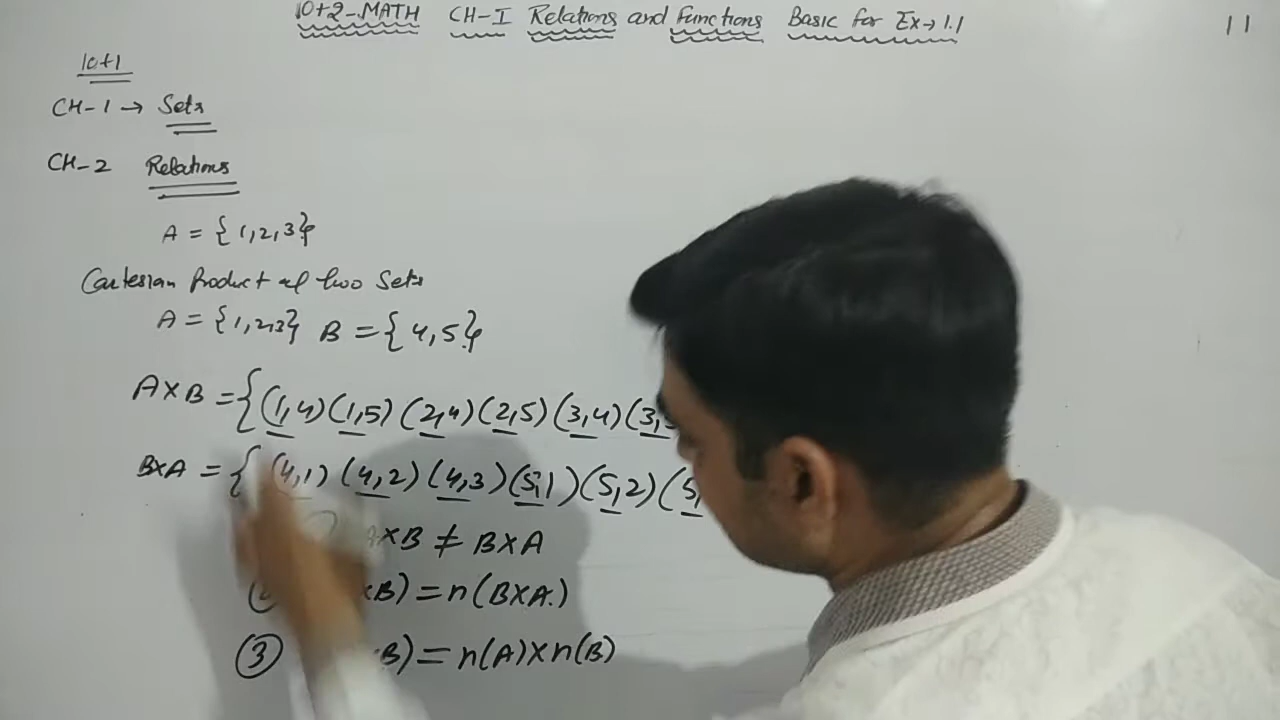 10+2-MATH CH-I Relations and Functions Basic for Ex→1.1 11
10+1
CH-1 → Sets
CH-2 Relations
A = {1,2,3}
Cartesian Product of two Sets
A = {1,2,3} B = {4,5}
A×B = {(1,4)(1,5)(2,4)(2,5)(3,4)(3,
B×A = {(4,1)(4,2)(4,3)(5,1)(5,2)(5,
A×B ≠ B×A
×B) = n(B×A)
③ ×B) = n(A)×n(B)